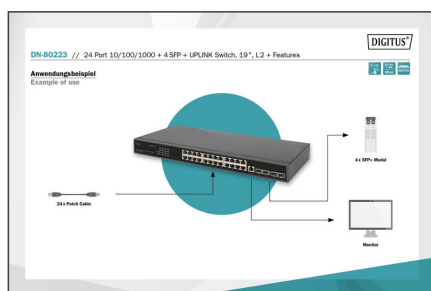 DIGITUS®
DN-80223 // 24 Port 10/100/1000 + 4 SFP + UPLINK Switch, 19", L2 + Features
Anwendungsbeispiel
Example of use
4x SFP+ Modul
24x Patch Cable
Monitor